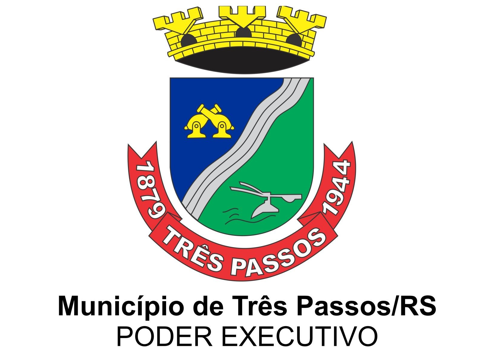 1879 TRÊS PASSOS 1944
Município de Três Passos/RS
PODER EXECUTIVO